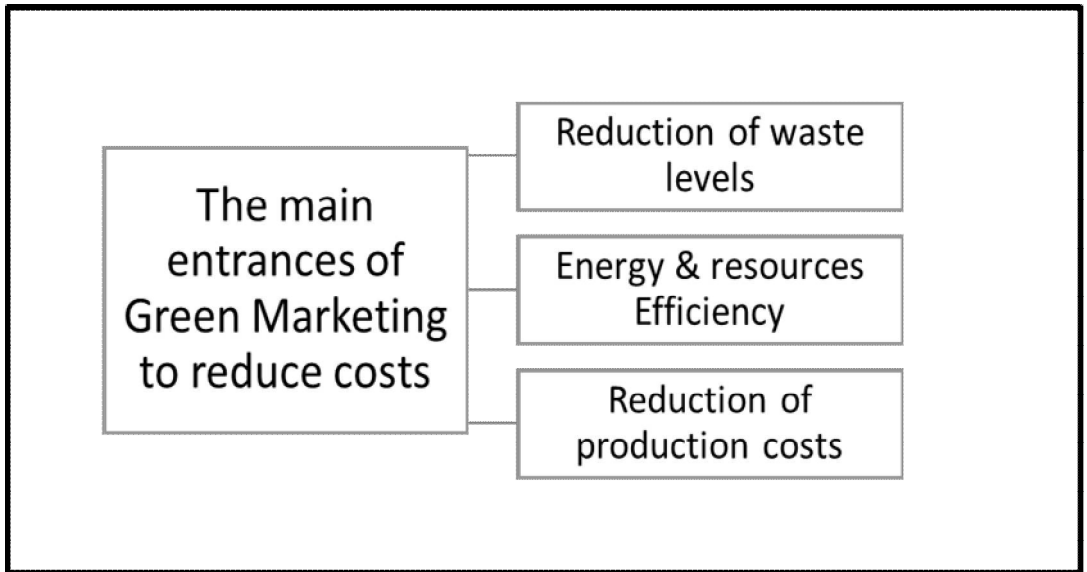 The main
entrances of
Green Marketing
to reduce costs
Reduction of waste
levels
Energy & resources
Efficiency
Reduction of
production costs